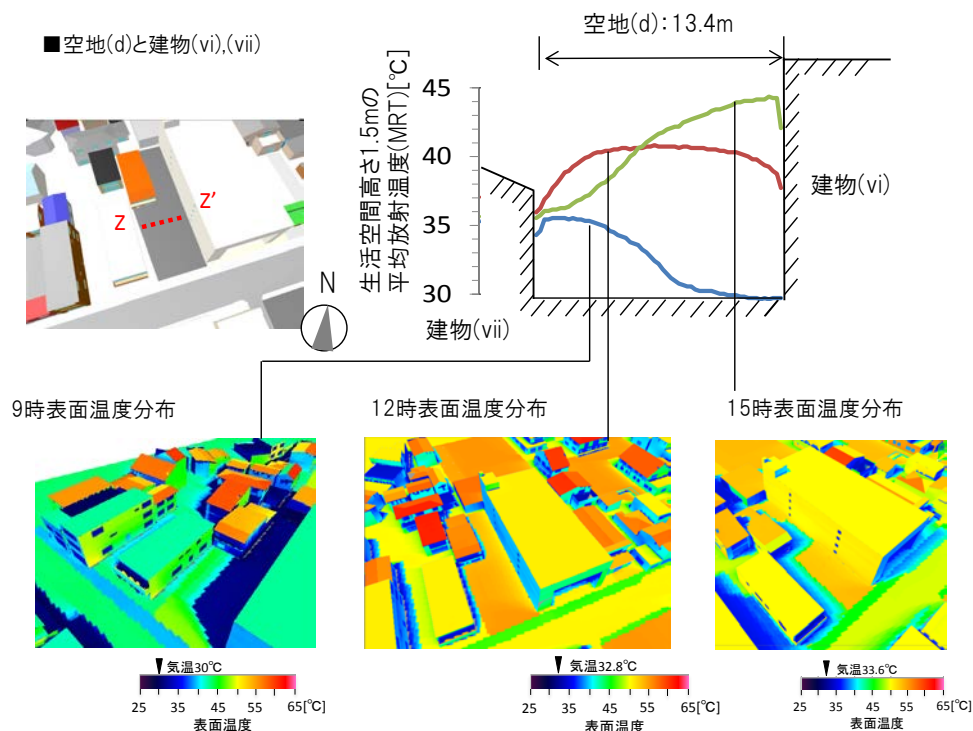 ■空地(d)と建物(vi),(vii)
空地(d):13.4m
生活空間高さ1.5mの
平均放射温度(MRT)[℃]
45
40
35
30
建物(vi)
建物(vii)
Z
Z'
N
9時表面温度分布
12時表面温度分布
15時表面温度分布
気温30℃
25 35 45 55 65[℃]
表面温度
気温32.8℃
25 35 45 55 65[℃]
表面温度
気温33.6℃
25 35 45 55 65[℃]
表面温度